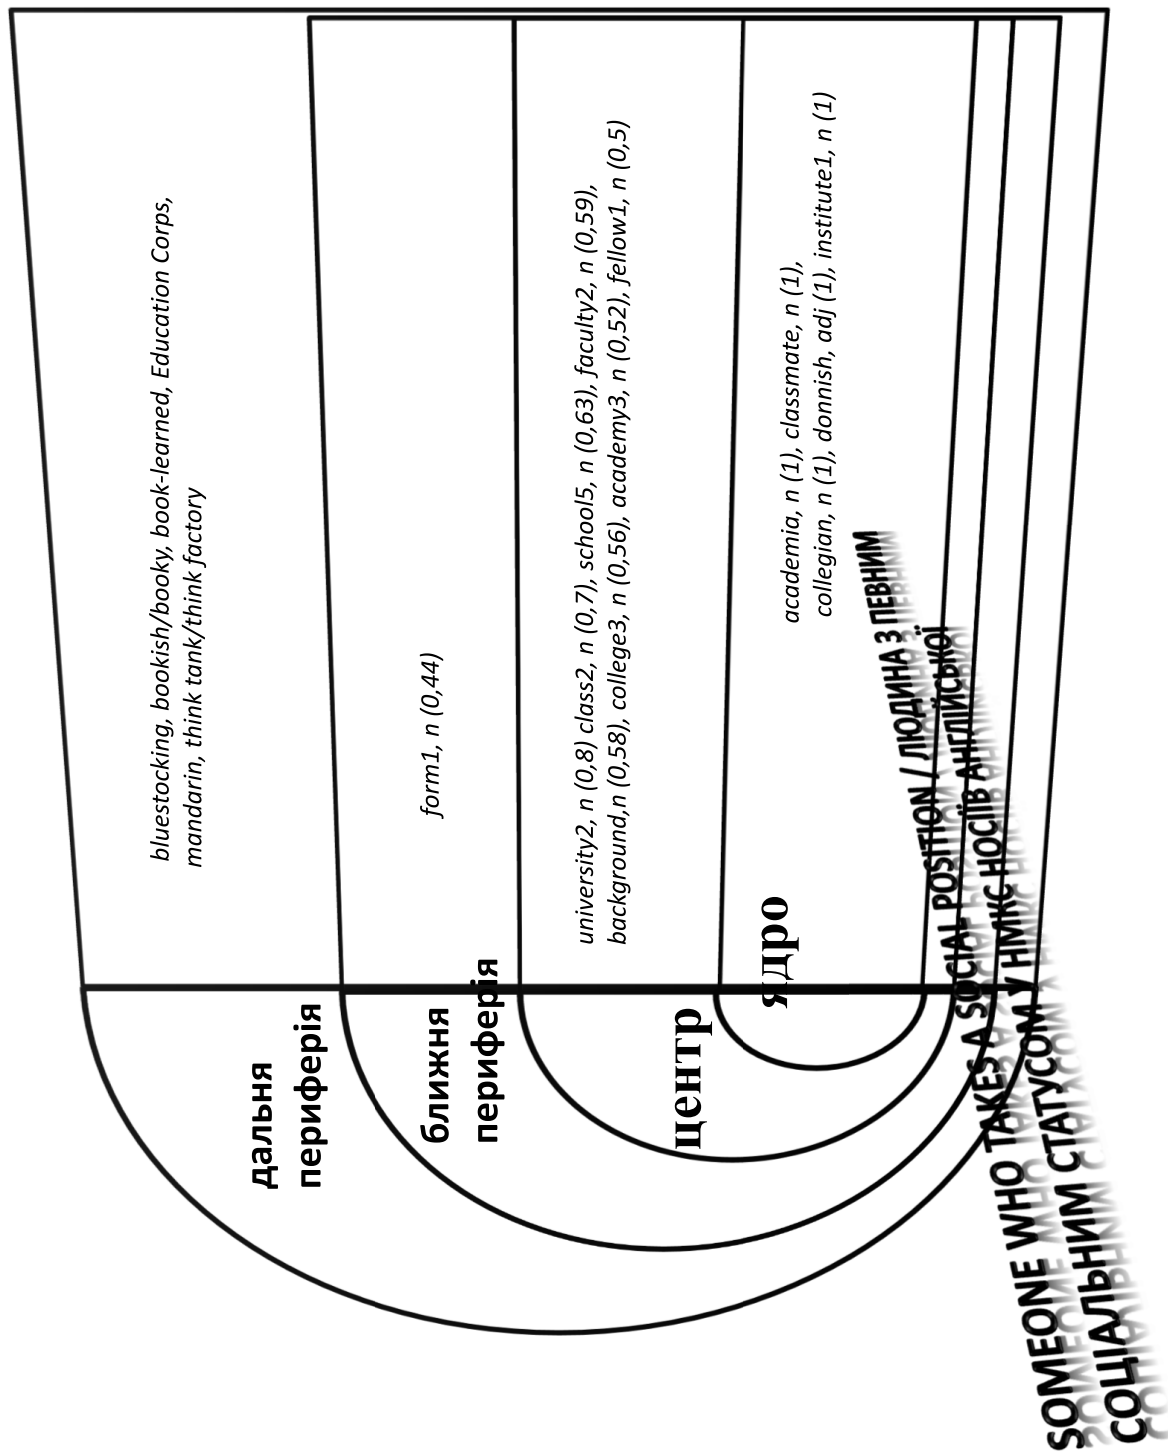 дальня
периферія
bluestocking, bookish/booky, book-learned, Education Corps,
mandarin, think tank/think factory
ближня
периферія
form1, n (0,44)
центр
university2, n (0,8) class2, n (0,7), school5, n (0,63), faculty2, n (0,59),
background,n (0,58), college3, n (0,56), academy3, n (0,52), fellow1, n (0,5)
ядро
academia, n (1), classmate, n (1),
collegian, n (1), donnish, adj (1), institute1, n (1)
SOMEONE WHO TAKES A SOCIAL POSITION / ЛЮДИНА З ПЕВНИМ
СОЦІАЛЬНИМ СТАТУСОМ У НМКС НОСІЇВ АНГЛІЙСЬКОЇ